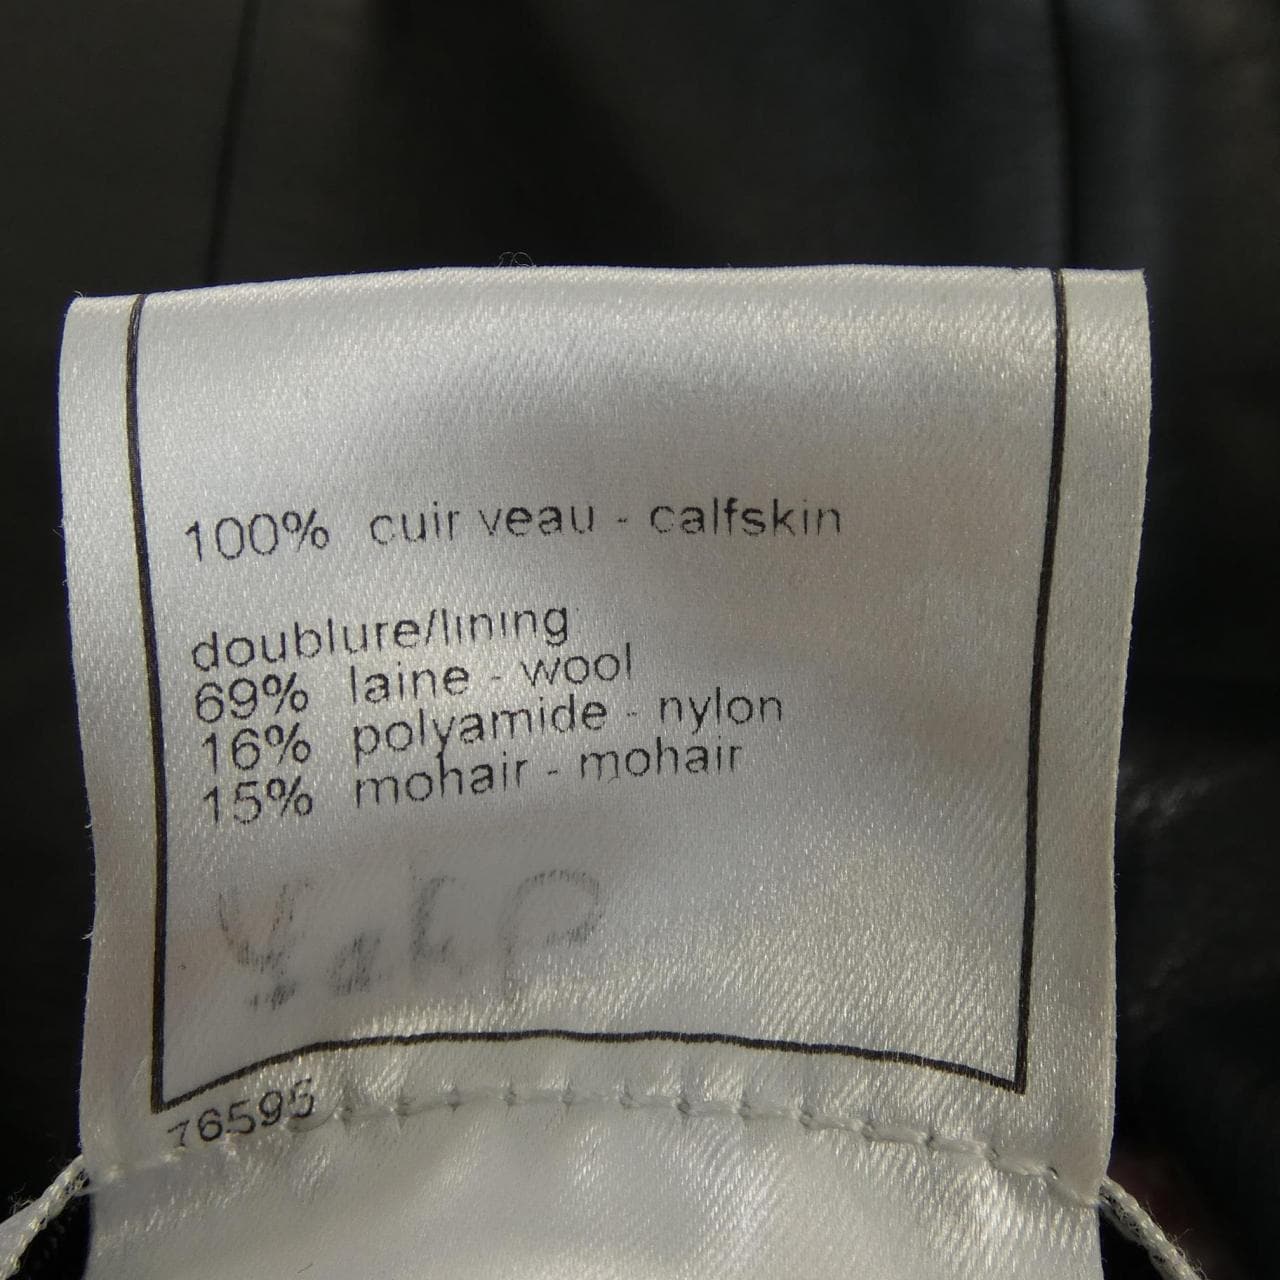 100% cuir veau - calfskin
doublure/lining
69% laine - wool
16% polyamide - nylon
15% mohair - mohair
76595